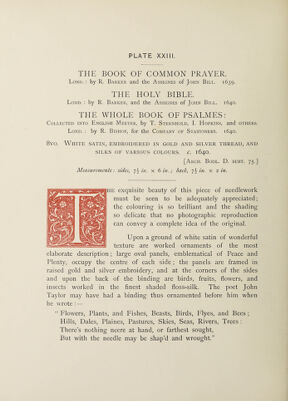 PLATE XXIII.
THE BOOK OF COMMON PRAYER.
Lond.: by R. Barker and the Assignes of John Bill. 1639.
THE HOLY BIBLE.
Lond: by R. Barker, and the Assignes of John Bill. 1640.
THE WHOLE BOOK OF PSALMES:
Collected into English Meeter, by T. Sternhold, I. Hopkins, and others.
Lond: by R. Bishop, for the Company of Stationers. 1640.
8vo. White satin, embroidered in gold and silver thread, and
silks of various colours. c. 1640.
[Arch. Bodl. D. subt. 75.]
Measurements: sides, 7½ in. × 6 in.; back, 7½ in. × 2 in.
THE exquisite beauty of this piece of needlework
must be seen to be adequately appreciated;
the colouring is so brilliant and the shading
so delicate that no photographic reproduction
can convey a complete idea of the original.
Upon a ground of white satin of wonderful
texture are worked ornaments of the most
elaborate description; large oval panels, emblematical of Peace and
Plenty, occupy the centre of each side; the panels are framed in
raised gold and silver embroidery, and at the corners of the sides
and upon the back of the binding are birds, fruits, flowers, and
insects worked in the finest shaded floss-silk. The poet John
Taylor may have had a binding thus ornamented before him when
he wrote:—
"Flowers, Plants, and Fishes, Beasts, Birds, Flyes, and Bees;
Hills, Dales, Plaines, Pastures, Skies, Seas, Rivers, Trees:
There's nothing neere at hand, or farthest sought,
But with the needle may be shap'd and wrought."